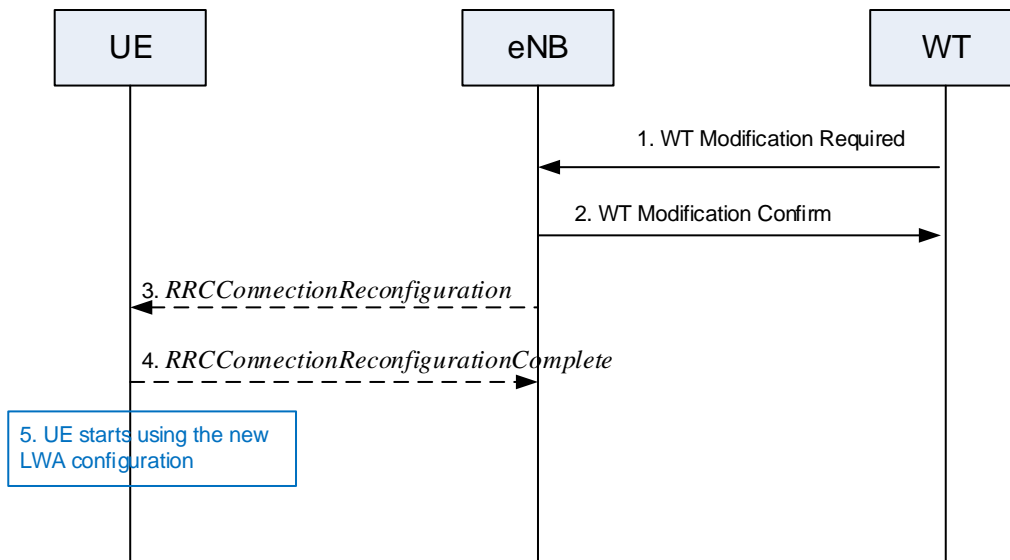 UE
eNB
WT
1. WT Modification Required
2. WT Modification Confirm
3. RRCConnectionReconfiguration
4. RRCConnectionReconfigurationComplete
5. UE starts using the new
LWA configuration